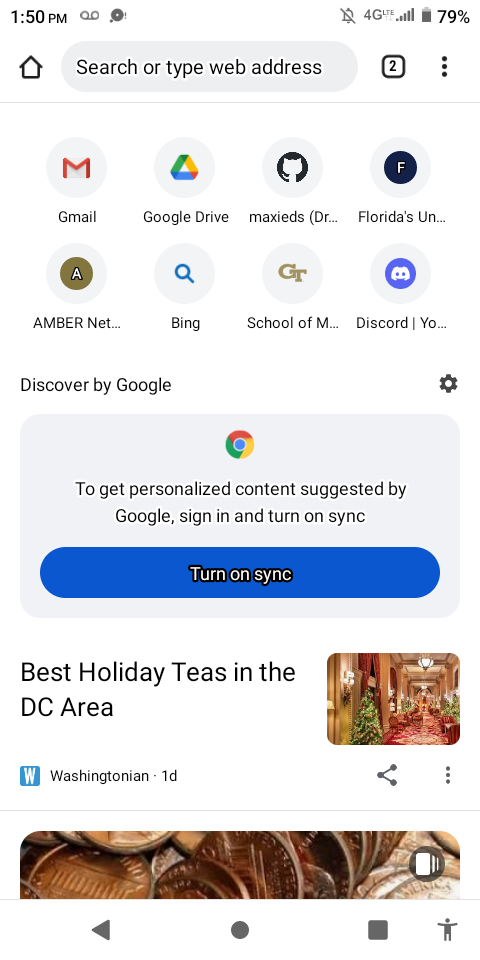 1:50 PM 4G LTE 79%
Search or type web address 2
Gmail Google Drive maxieds (Dr... Florida's Un...
F
A
GT
AMBER Net... Bing School of M... Discord | Yo...
Discover by Google
To get personalized content suggested by
Google, sign in and turn on sync
Turn on sync
Best Holiday Teas in the
DC Area
W Washingtonian · 1d